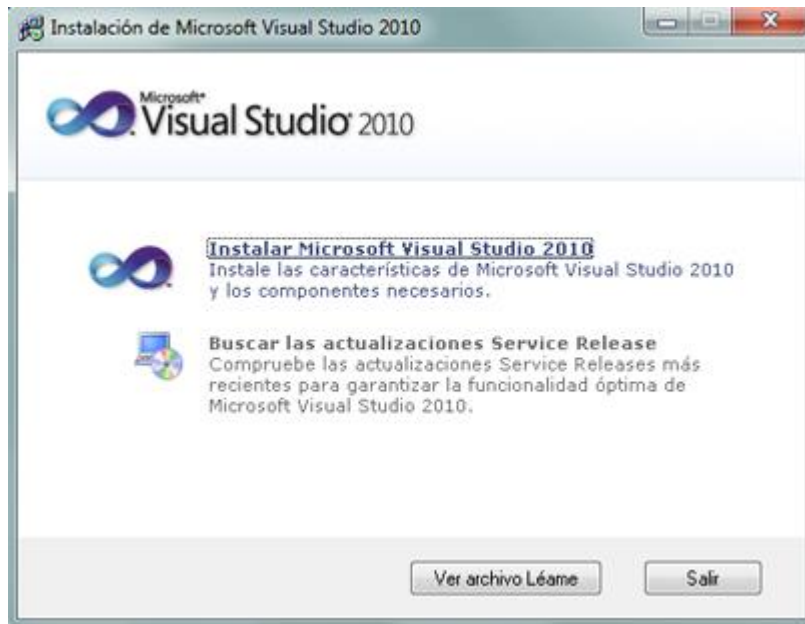 Instalación de Microsoft Visual Studio 2010
Microsoft®
Visual Studio® 2010
Instalar Microsoft Visual Studio 2010
Instale las características de Microsoft Visual Studio 2010
y los componentes necesarios.
Buscar las actualizaciones Service Release
Compruebe las actualizaciones Service Releases más
recientes para garantizar la funcionalidad óptima de
Microsoft Visual Studio 2010.
Ver archivo Léame
Salir